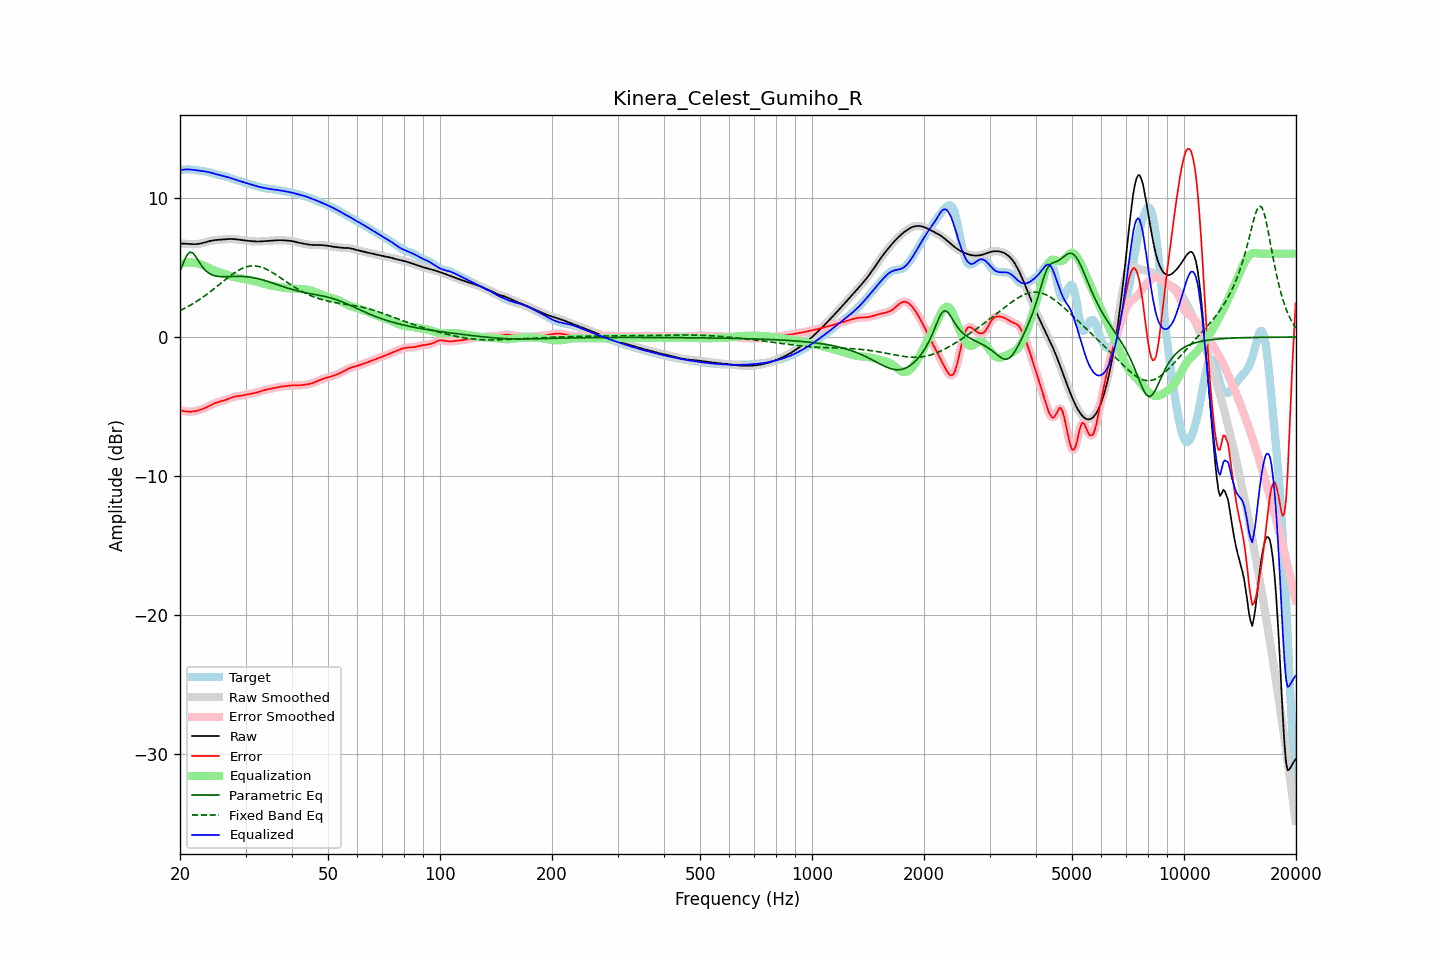 Kinera_Celest_Gumiho_R
Amplitude (dBr)
10
0
−10
−20
−30
Target
Raw Smoothed
Error Smoothed
Raw
Error
Equalization
Parametric Eq
Fixed Band Eq
Equalized
20 50 100 200 500 1000 2000 5000 10000 20000
Frequency (Hz)